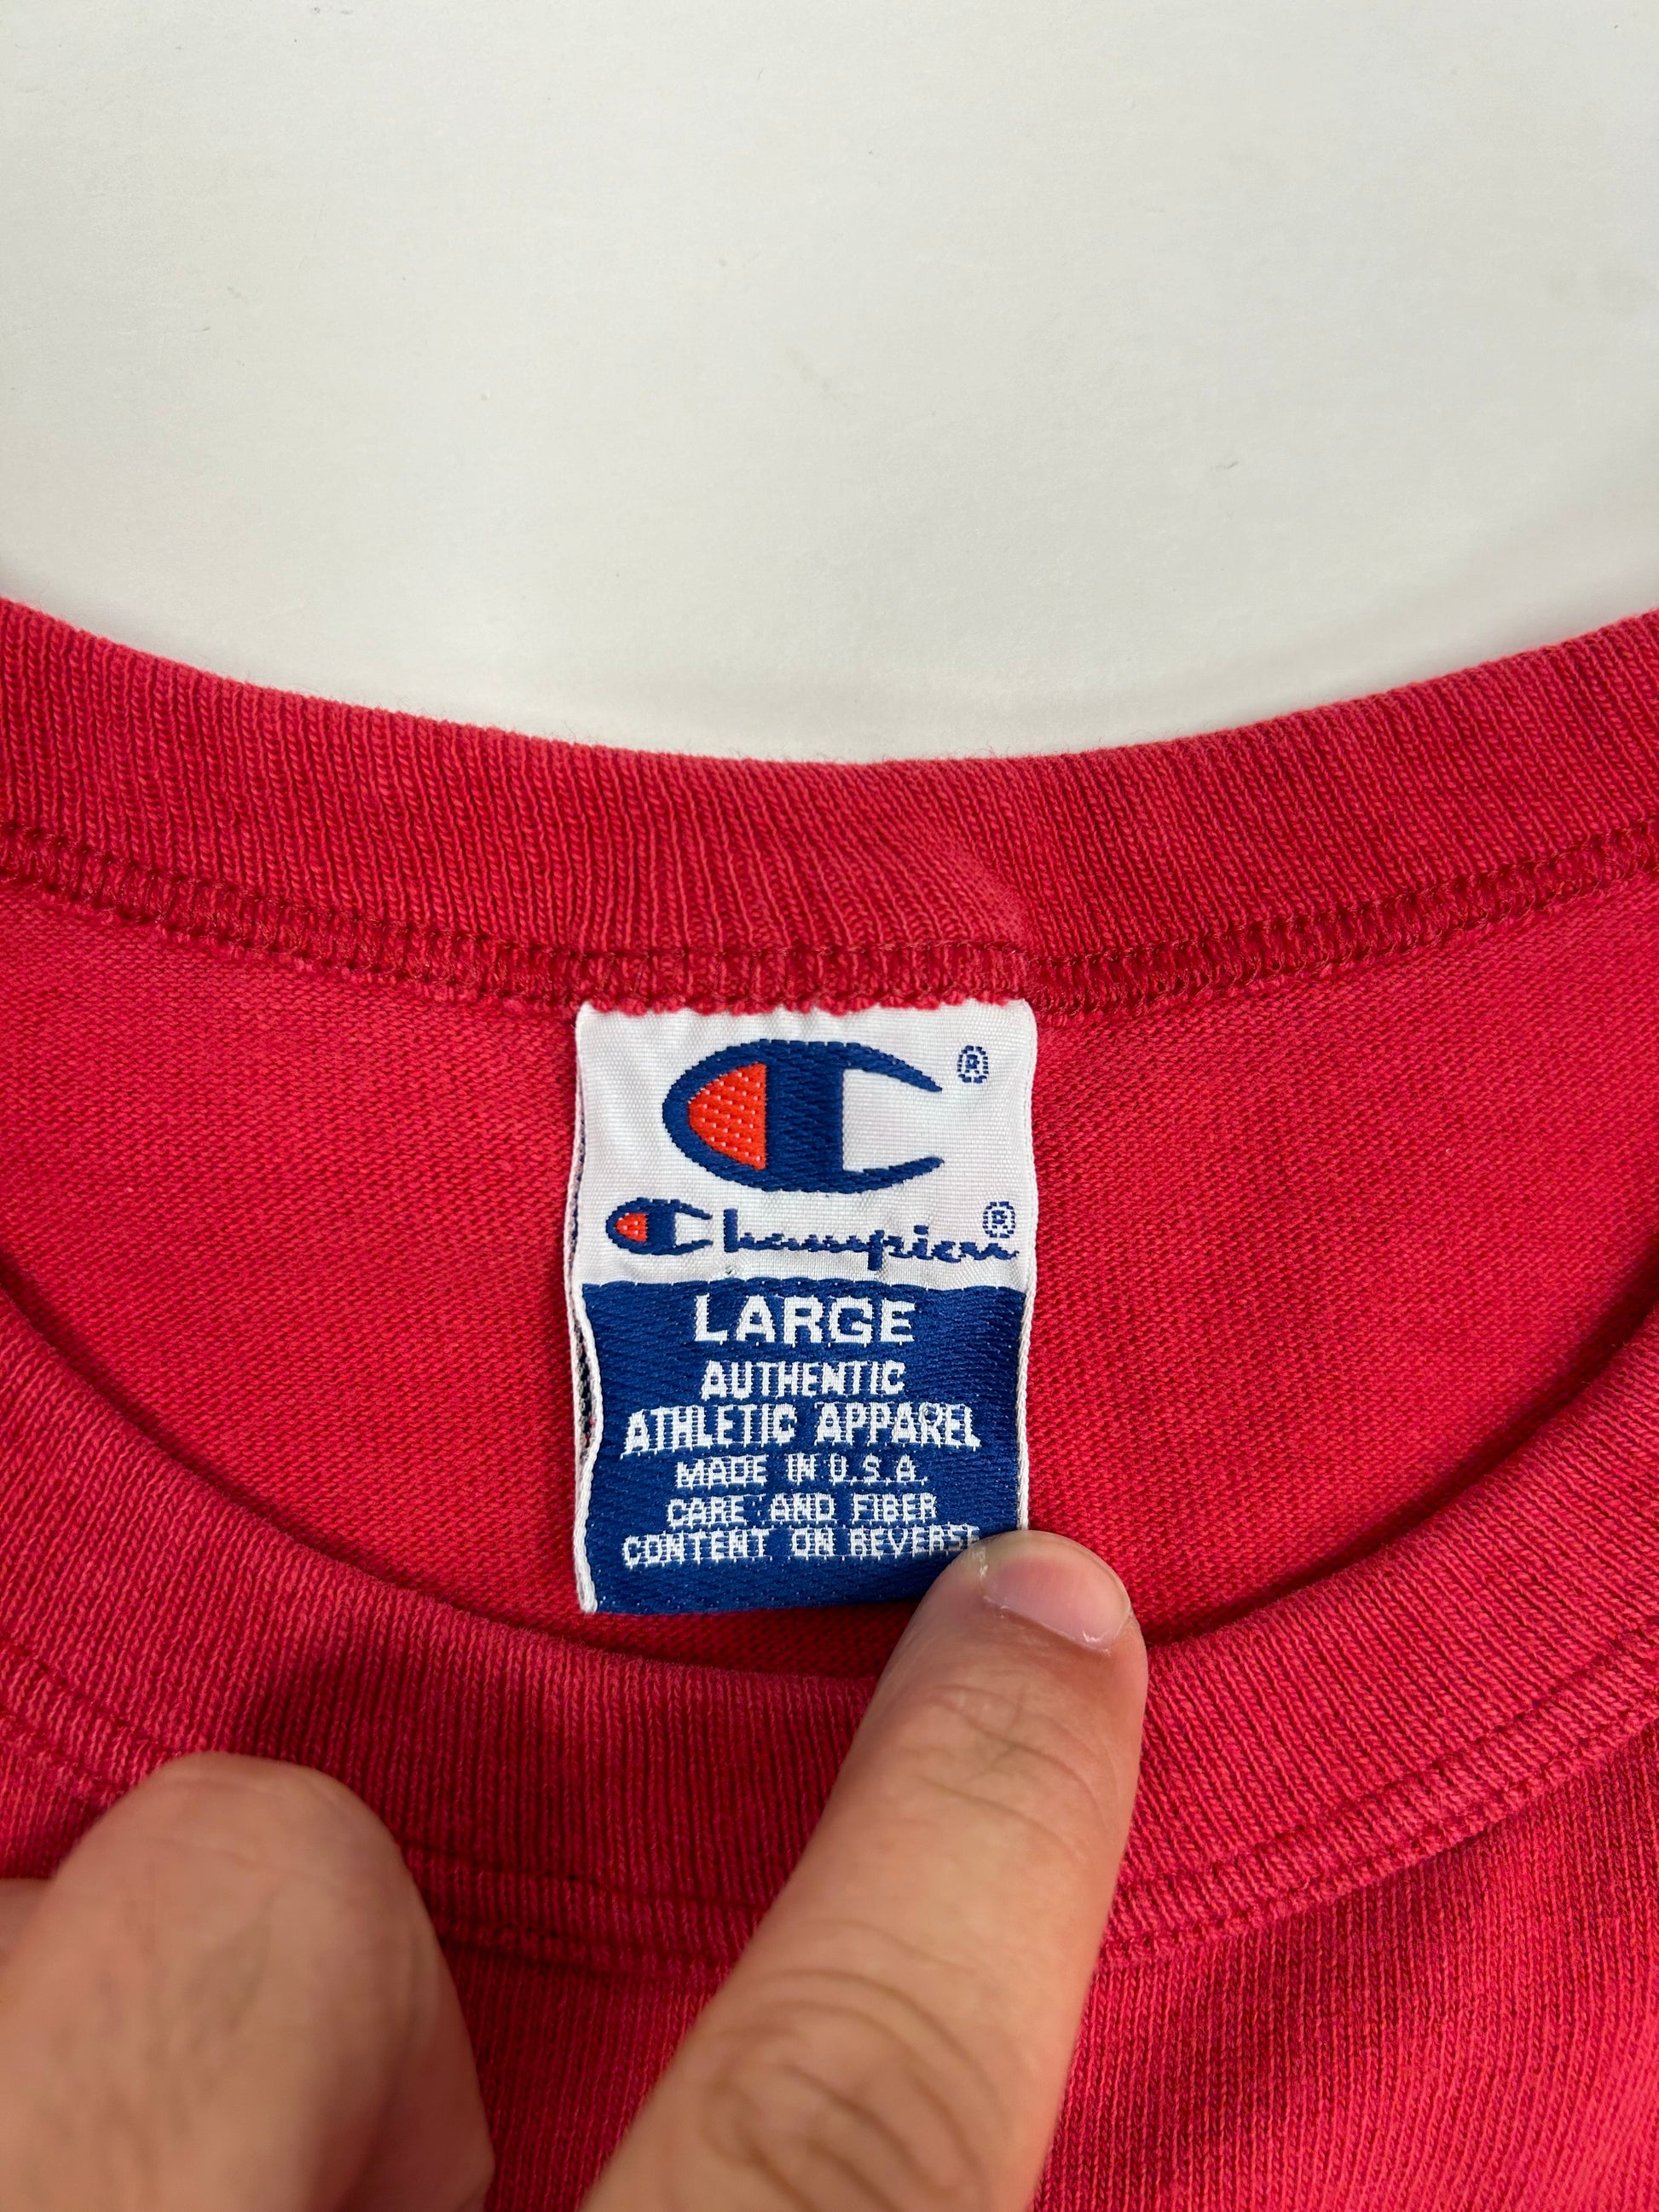 ®
Champion®
LARGE
AUTHENTIC
ATHLETIC APPAREL
MADE IN U.S.A.
CARE AND FIBER
CONTENT ON REVERSE